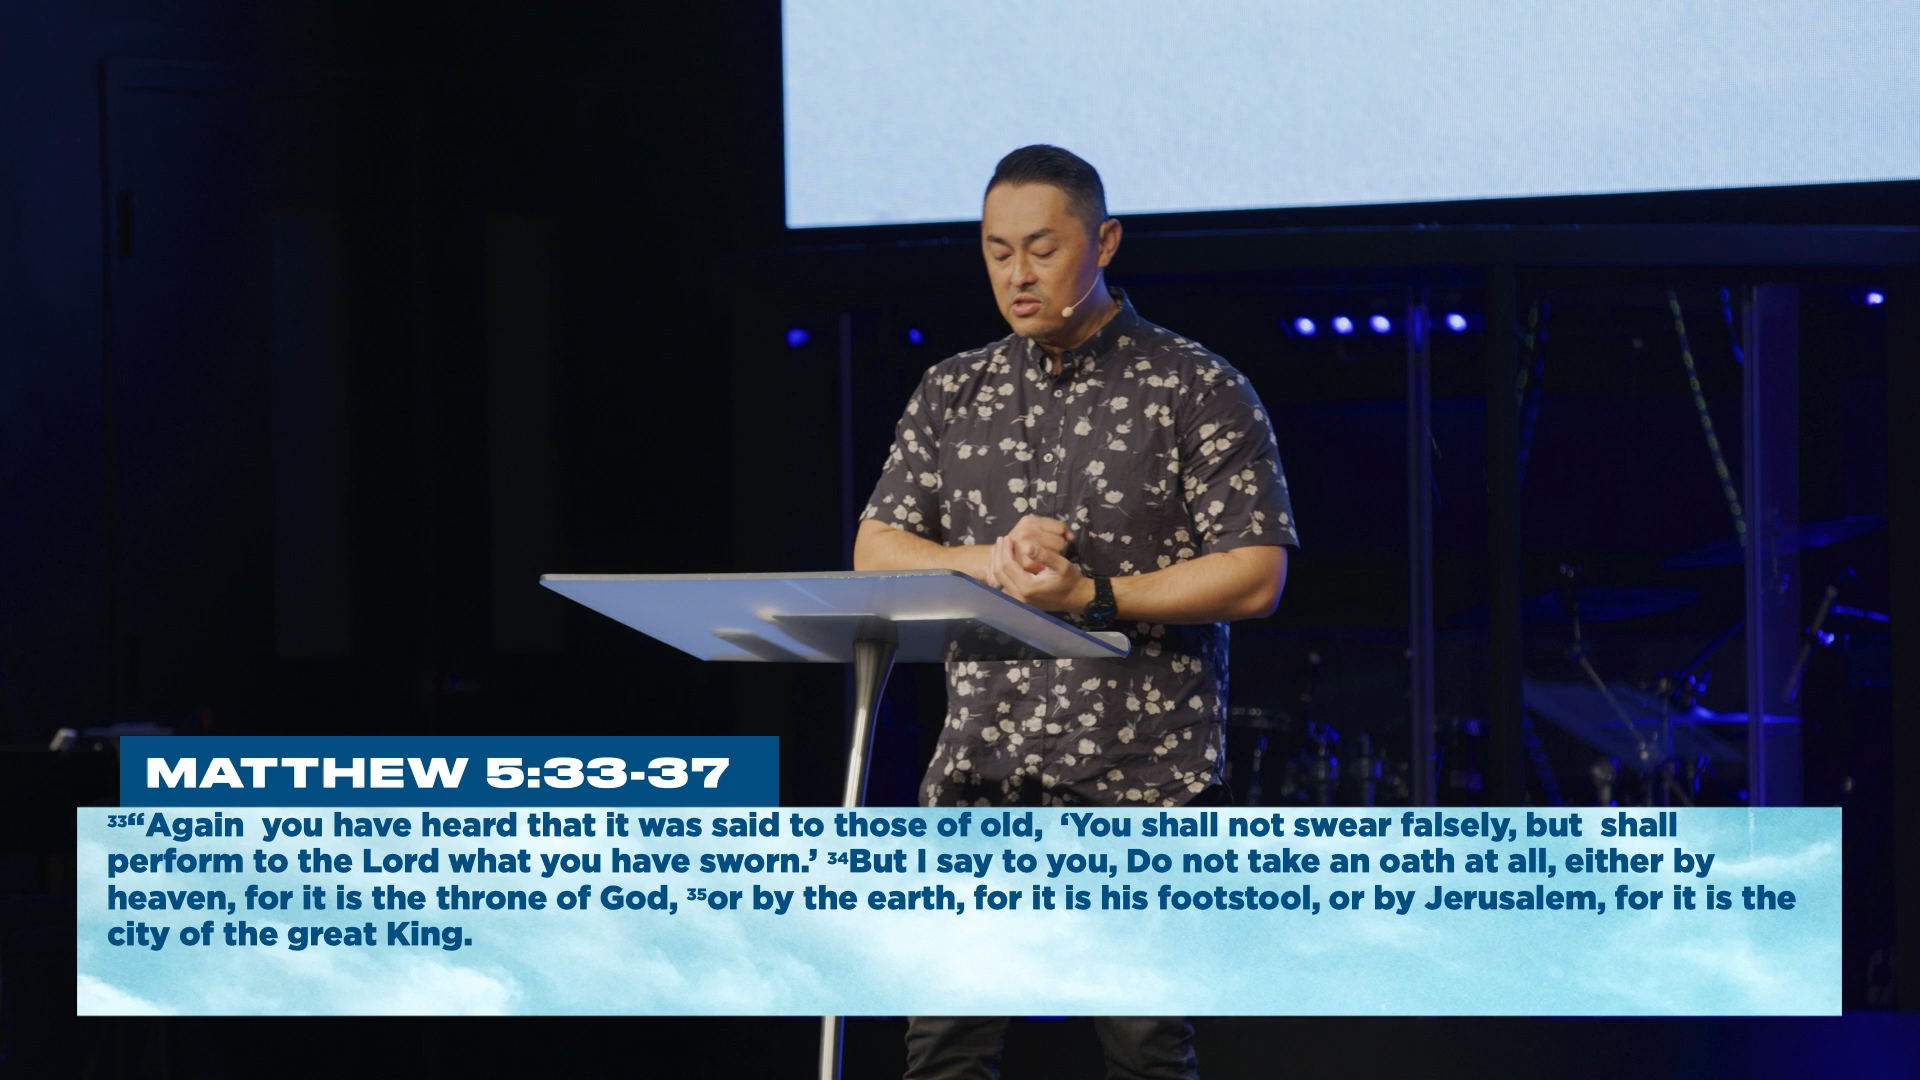 MATTHEW 5:33-37
³³“Again you have heard that it was said to those of old, ‘You shall not swear falsely, but shall
perform to the Lord what you have sworn.’ ³⁴But I say to you, Do not take an oath at all, either by
heaven, for it is the throne of God, ³⁵or by the earth, for it is his footstool, or by Jerusalem, for it is the
city of the great King.